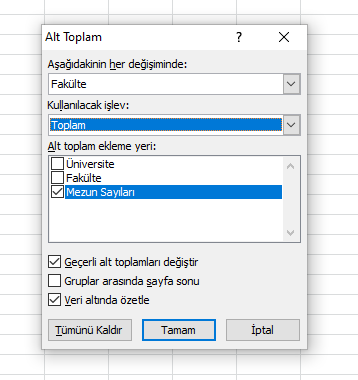 Alt Toplam
Aşağıdakinin her değişiminde:
Fakülte
Kullanılacak işlev:
Toplam
Alt toplam ekleme yeri:
Üniversite
Fakülte
Mezun Sayıları
Geçerli alt toplamları değiştir
Gruplar arasında sayfa sonu
Veri altında özetle
Tümünü Kaldır Tamam İptal